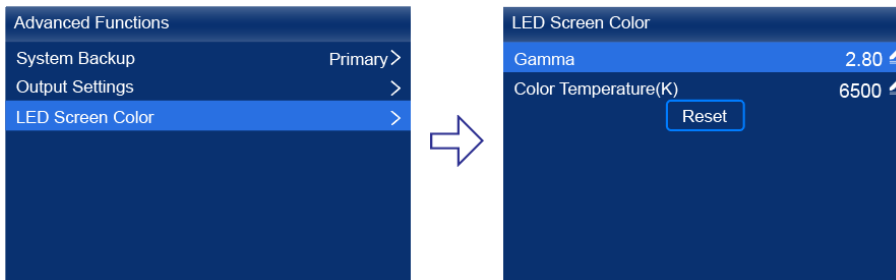 Advanced Functions
System Backup Primary>
Output Settings >
LED Screen Color >
LED Screen Color
Gamma 2.80
Color Temperature(K) 6500
Reset